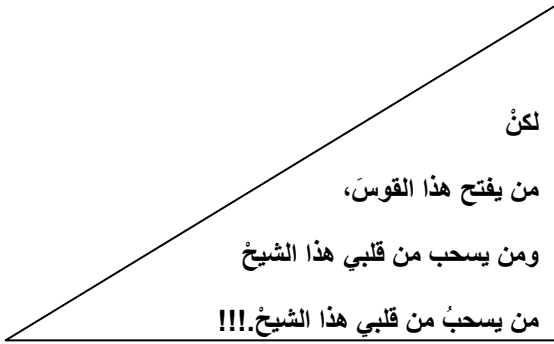 لكنْ
من يفتح هذا القوسَ،
ومن يسحب من قلبي هذا الشيخْ
من يسحبُ من قلبي هذا الشيخْ.!!!